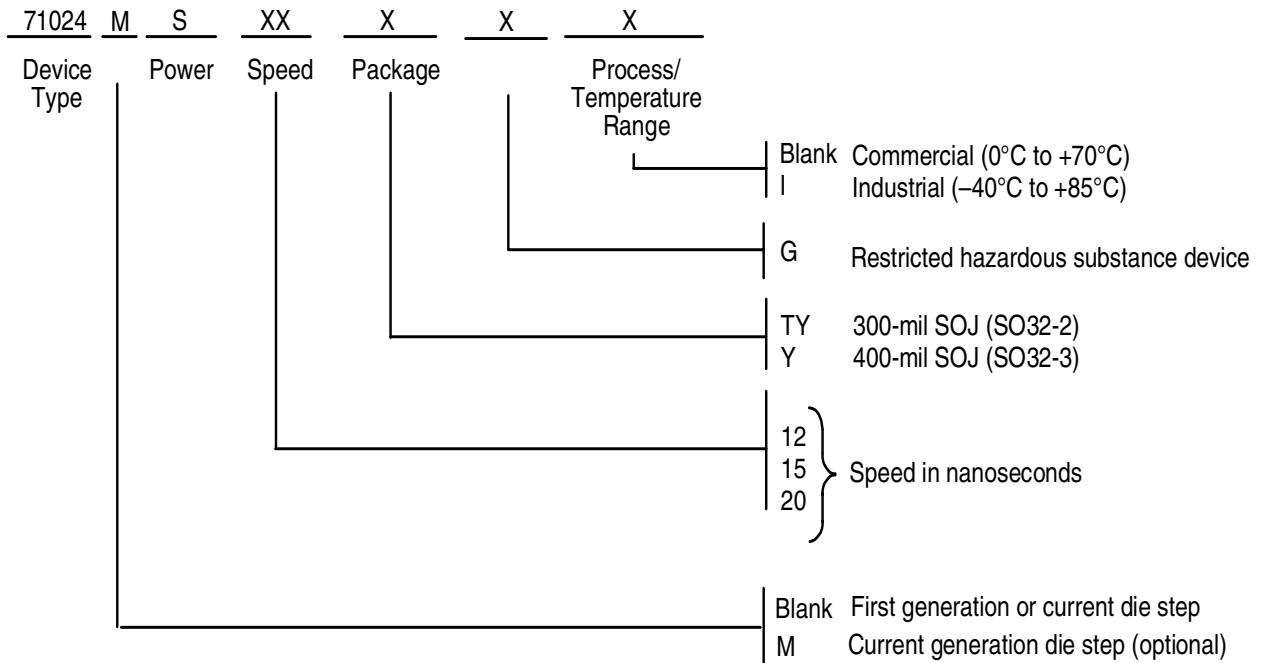 71024 M S XX X X X
Device Type
Power
Speed
Package
Process/
Temperature
Range
Blank Commercial (0°C to +70°C)
I Industrial (–40°C to +85°C)
G Restricted hazardous substance device
TY 300-mil SOJ (SO32-2)
Y 400-mil SOJ (SO32-3)
12
15
20
Speed in nanoseconds
Blank First generation or current die step
M Current generation die step (optional)